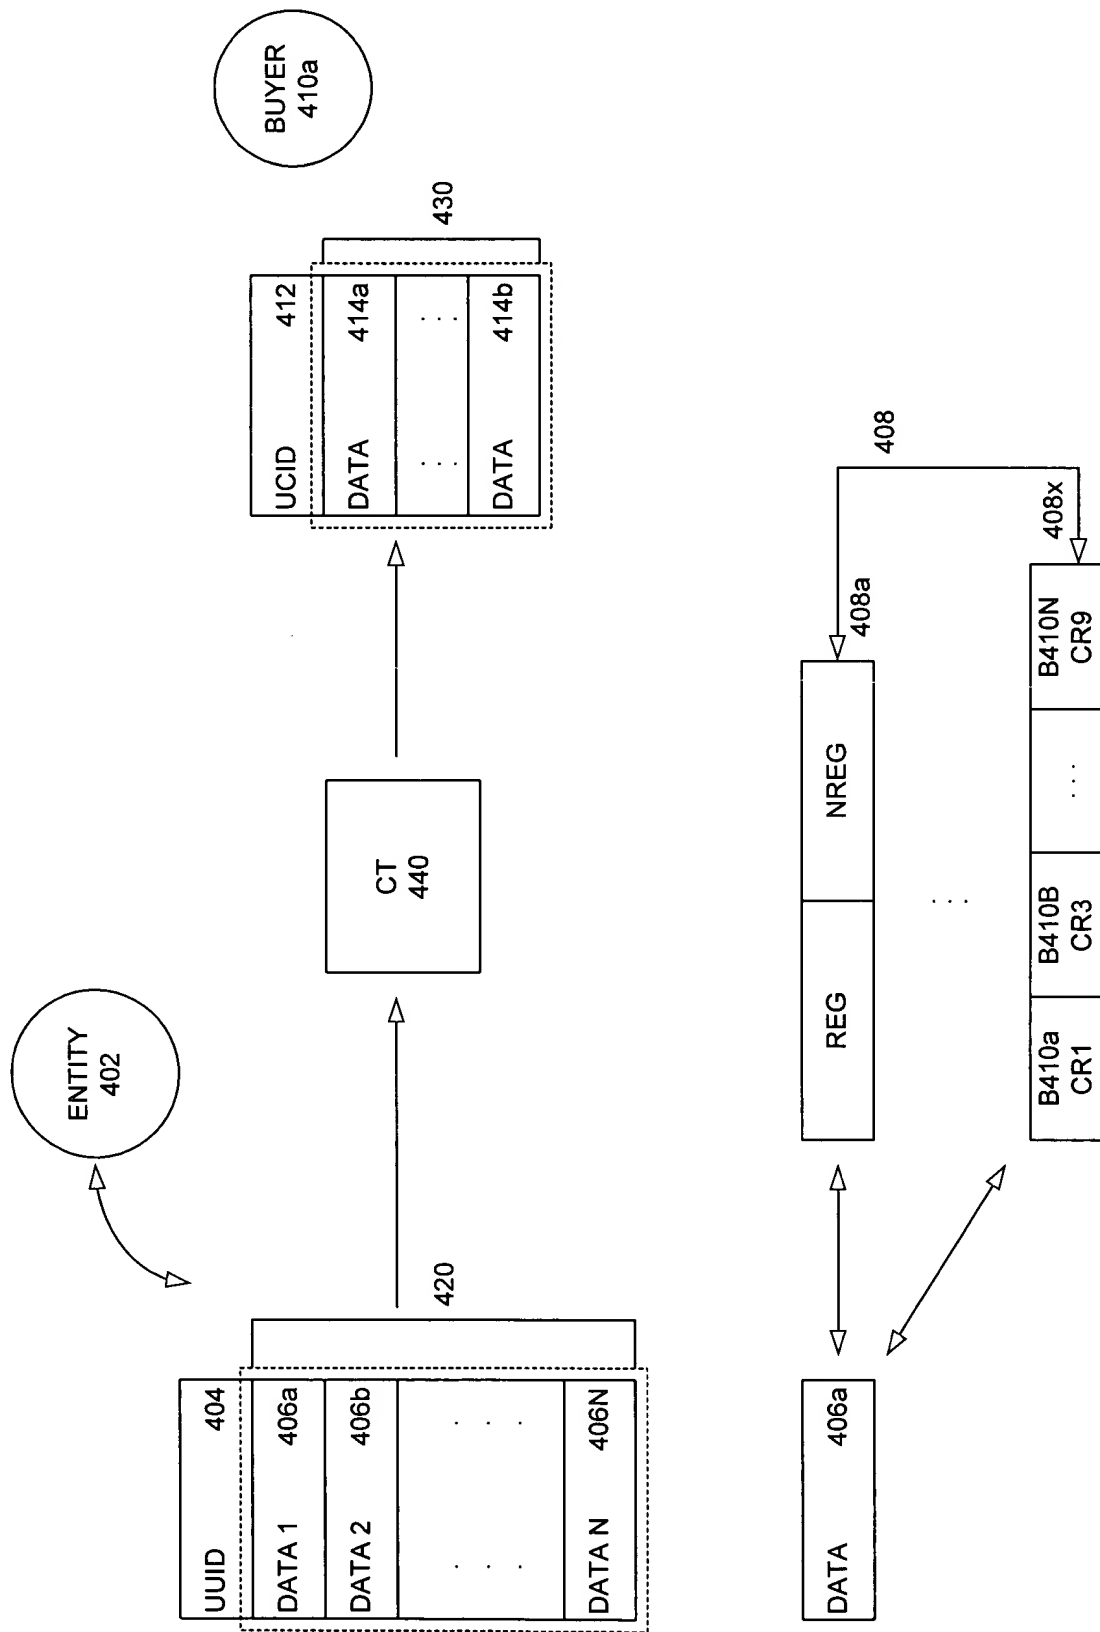 ENTITY
402
BUYER
410a
UUID 404
DATA 1 406a
DATA 2 406b
. . . . . .
DATA N 406N
420
CT
440
UCID 412
DATA 414a
. . . . . .
DATA 414b
430
DATA 406a
REG NREG
408a
408
. . .
B410a
CR1
B410B
CR3
. . .
B410N
CR9
408x